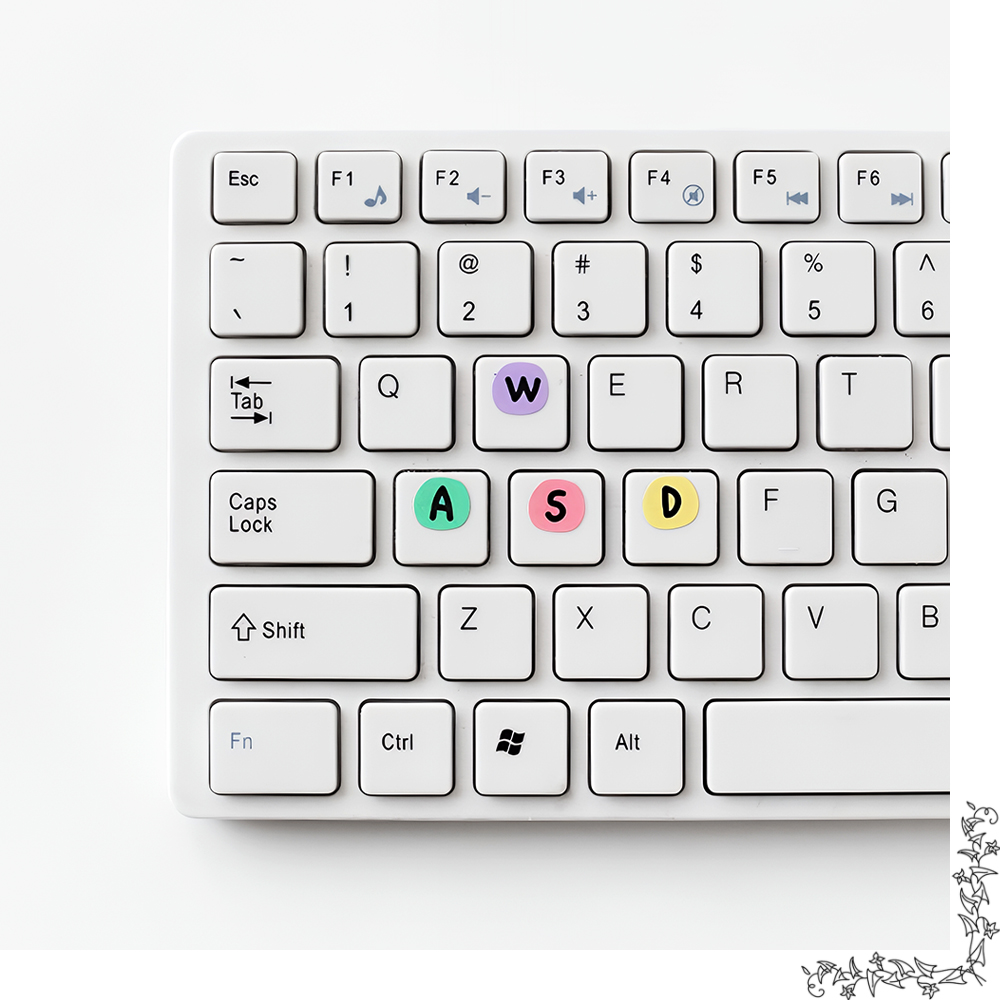 Esc F1 F2 F3 F4 F5 F6
~ ! @ # $ % ^
` 1 2 3 4 5 6
Tab Q W E R T
Caps
Lock A S D F G
Shift Z X C V B
Fn Ctrl Alt